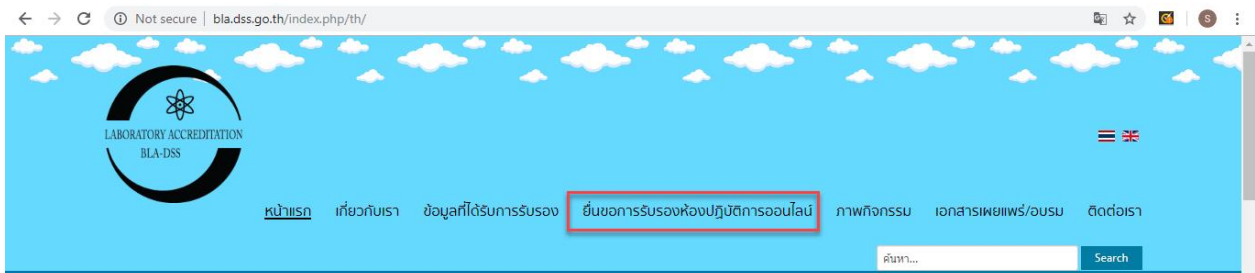 Not secure | bla.dss.go.th/index.php/th/
S
LABORATORY ACCREDITATION
BLA-DSS
หน้าแรก เกี่ยวกับเรา ข้อมูลที่ได้รับการรับรอง ยื่นขอการรับรองห้องปฏิบัติการออนไลน์ ภาพกิจกรรม เอกสารเผยแพร่/อบรม ติดต่อเรา
ค้นหา... Search